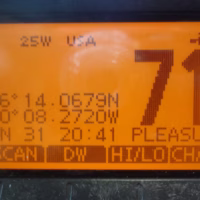 25W USA
71
6°14.0679N
0°08.2720W
N 31 20:41 PLEASU
CAN DW HI/LO CH/